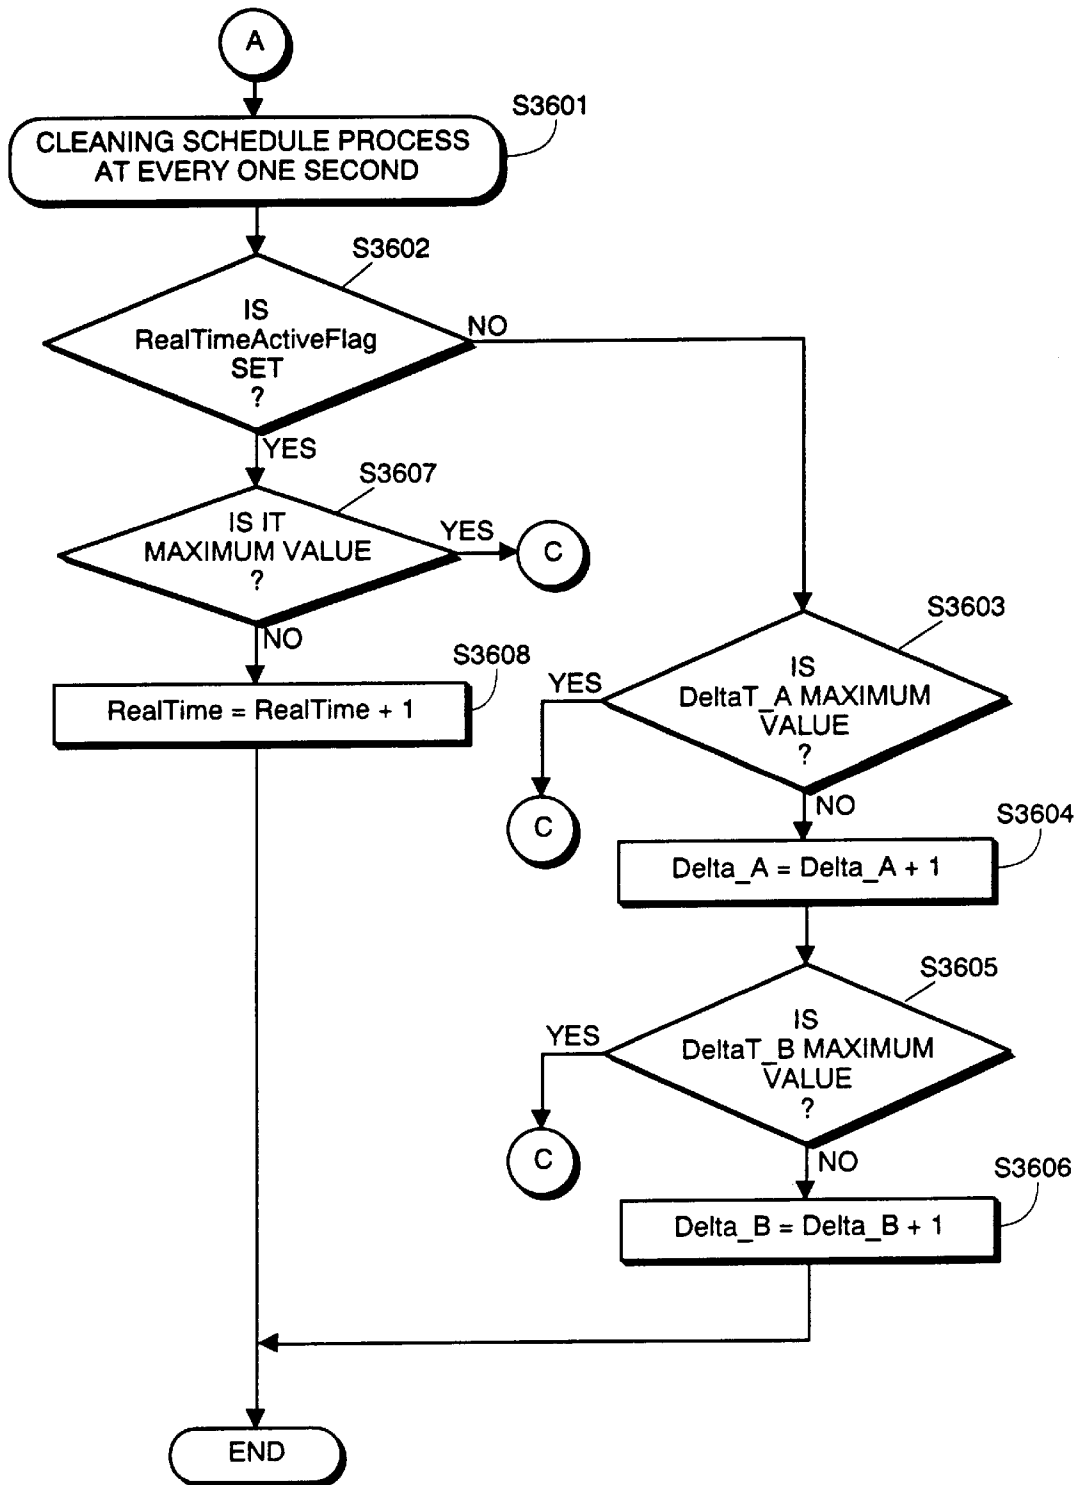 A
S3601
CLEANING SCHEDULE PROCESS
AT EVERY ONE SECOND
S3602
IS
RealTimeActiveFlag
SET
?
NO
YES
S3607
IS IT
MAXIMUM VALUE
?
YES
C
NO
S3608
RealTime = RealTime + 1
S3603
IS
DeltaT_A MAXIMUM
VALUE
?
YES
C
NO
S3604
Delta_A = Delta_A + 1
S3605
IS
DeltaT_B MAXIMUM
VALUE
?
YES
C
NO
S3606
Delta_B = Delta_B + 1
END